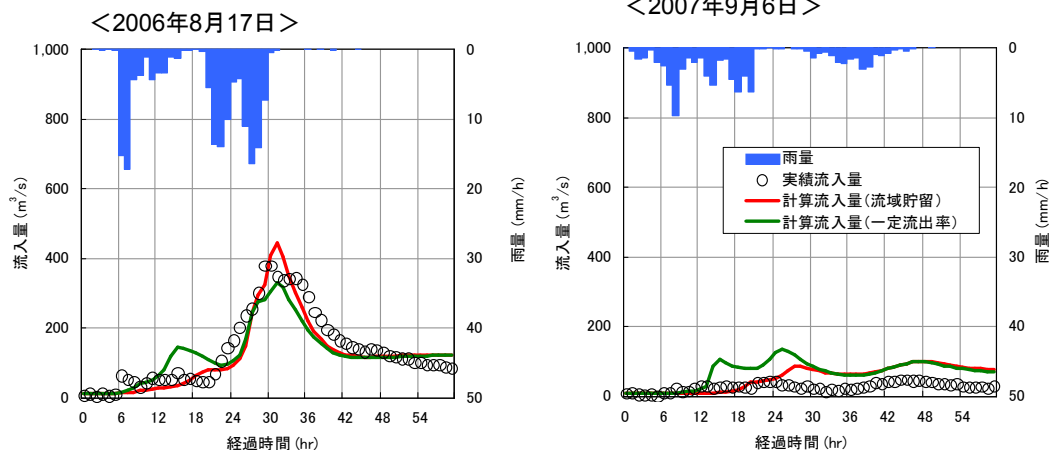 ＜2006年8月17日＞
1,000
800
600
400
200
0
0
10
20
30
40
50
0 6 12 18 24 30 36 42 48 54
流入量(m³/s)
雨量 (mm/h)
経過時間(hr)
＜2007年9月6日＞
1,000
800
600
400
200
0
0
10
20
30
40
50
0 6 12 18 24 30 36 42 48 54
流入量(m³/s)
雨量 (mm/h)
経過時間(hr)
雨量
実績流入量
計算流入量(流域貯留)
計算流入量(一定流出率)